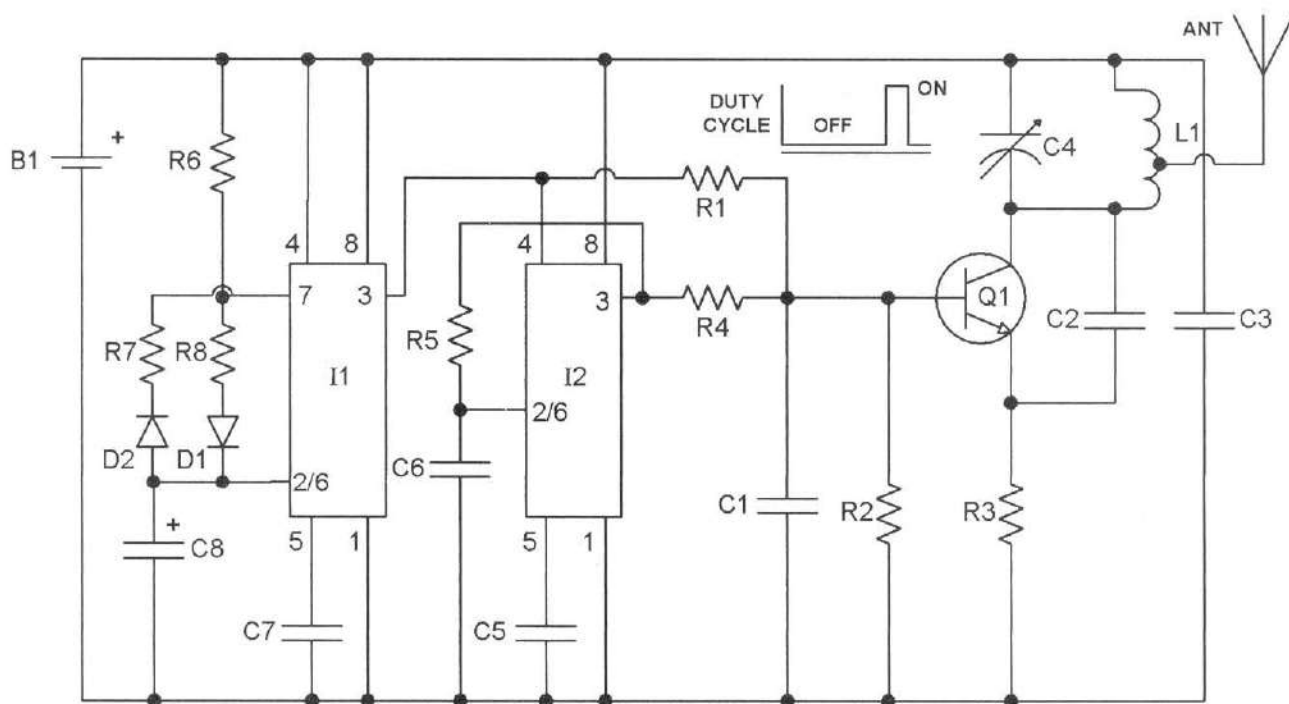 ANT
ON
DUTY
CYCLE
OFF
+
B1
R6
C4
L1
R1
4 8
4 8
7 3
3
Q1
R4
C2 C3
R7 R8
R5
I1
I2
2/6
D2 D1
C6
2/6
C1 R2 R3
+
C8
5 1
5 1
C7
C5